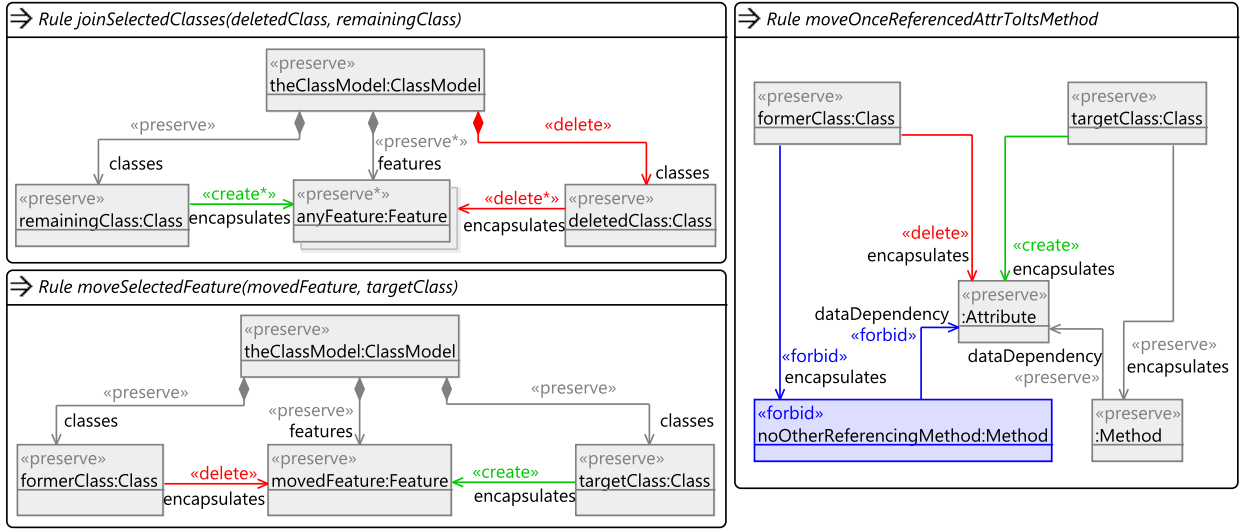 Rule joinSelectedClasses(deletedClass, remainingClass)
«preserve»
theClassModel:ClassModel
«preserve»
«preserve*»
«delete»
classes
features
classes
«preserve»
remainingClass:Class
«create*»
encapsulates
«preserve*»
anyFeature:Feature
«delete*»
encapsulates
«preserve»
deletedClass:Class
Rule moveSelectedFeature(movedFeature, targetClass)
«preserve»
theClassModel:ClassModel
«preserve»
«preserve»
«preserve»
classes
features
classes
«preserve»
formerClass:Class
«delete»
encapsulates
«preserve»
movedFeature:Feature
«create»
encapsulates
«preserve»
targetClass:Class
Rule moveOnceReferencedAttrToItsMethod
«preserve»
formerClass:Class
«preserve»
targetClass:Class
«delete»
encapsulates
«create»
encapsulates
«preserve»
:Attribute
dataDependency
«forbid»
«forbid»
encapsulates
dataDependency
«preserve»
«preserve»
encapsulates
«forbid»
noOtherReferencingMethod:Method
«preserve»
:Method